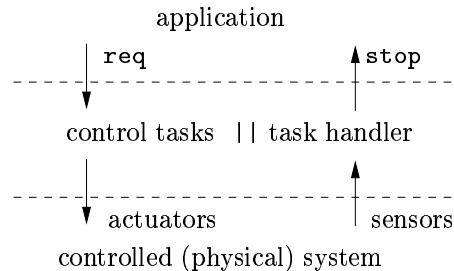 application
req stop
control tasks || task handler
actuators sensors
controlled (physical) system